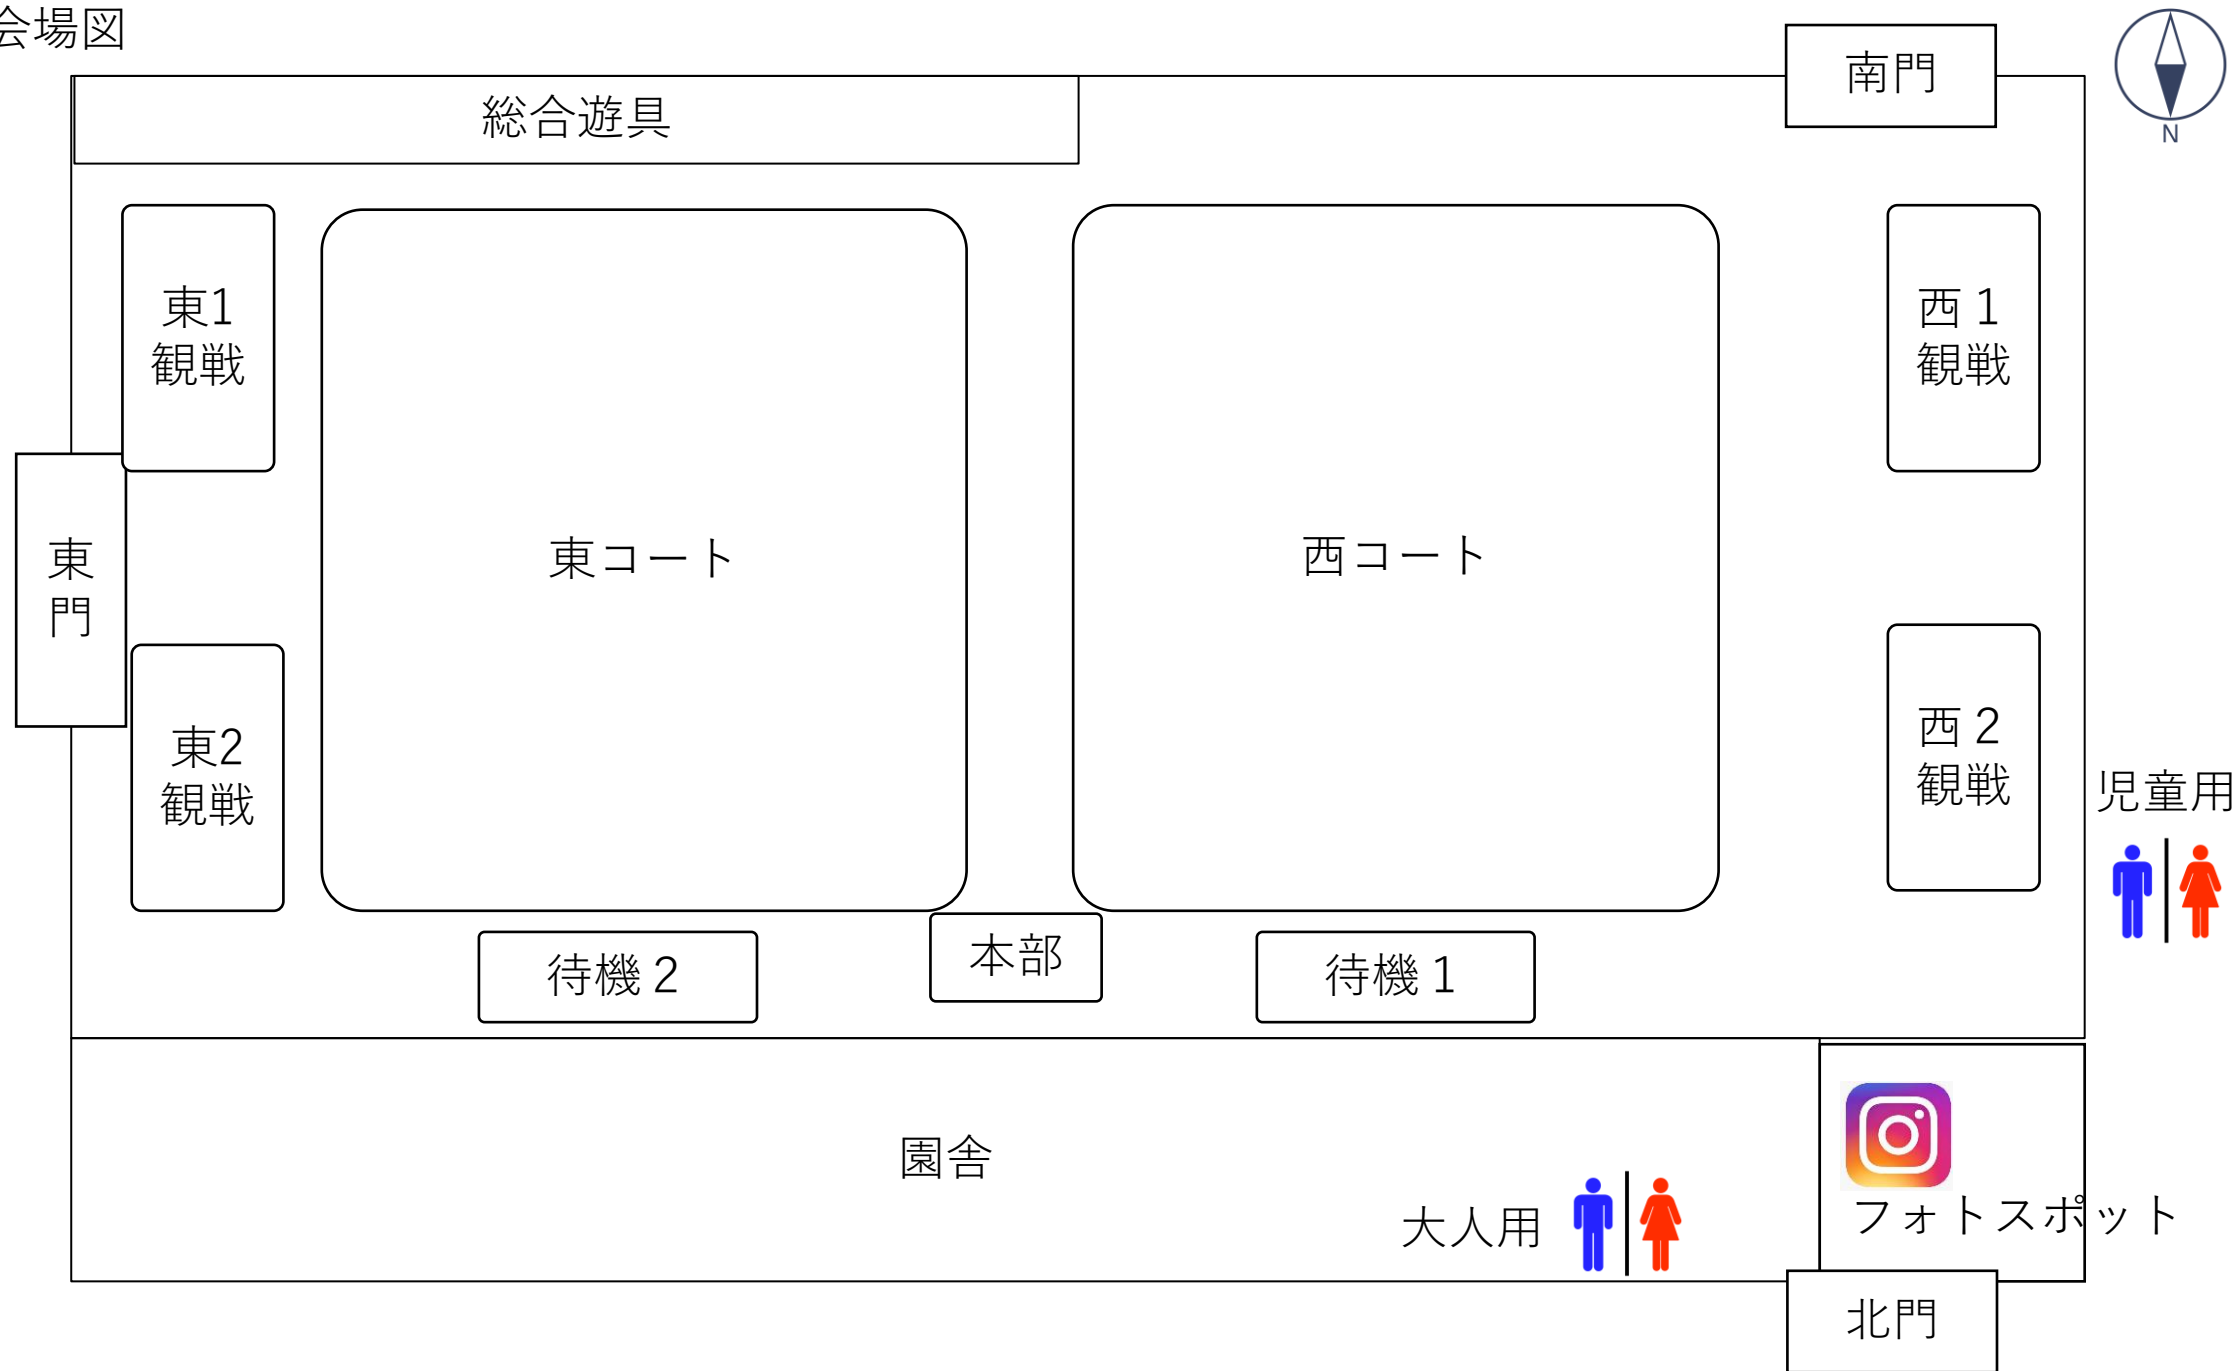 会場図
南門
N
総合遊具
東1
観戦
西1
観戦
東コート
西コート
東
門
東2
観戦
西2
観戦
児童用
待機2
本部
待機1
園舎
フォトスポット
大人用
北門